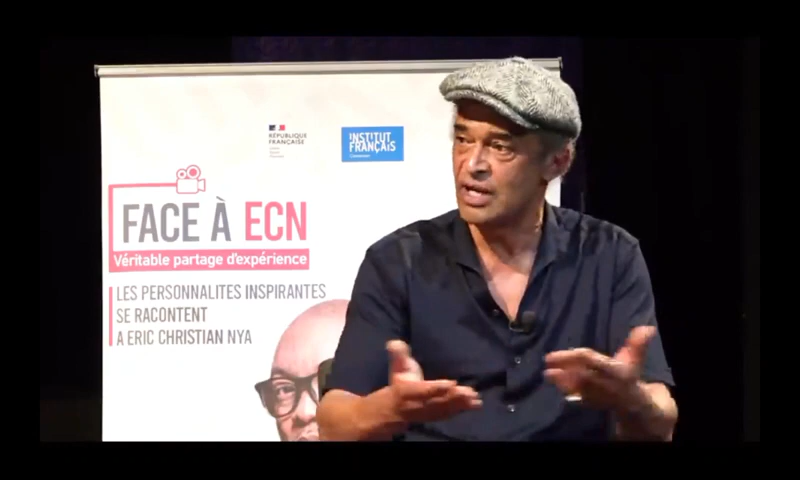 RÉPUBLIQUE
FRANÇAISE
INSTITUT
FRANÇAIS
FACE À ECN
Véritable partage d'expérience
LES PERSONNALITES INSPIRANTES
SE RACONTENT
A ERIC CHRISTIAN NYA